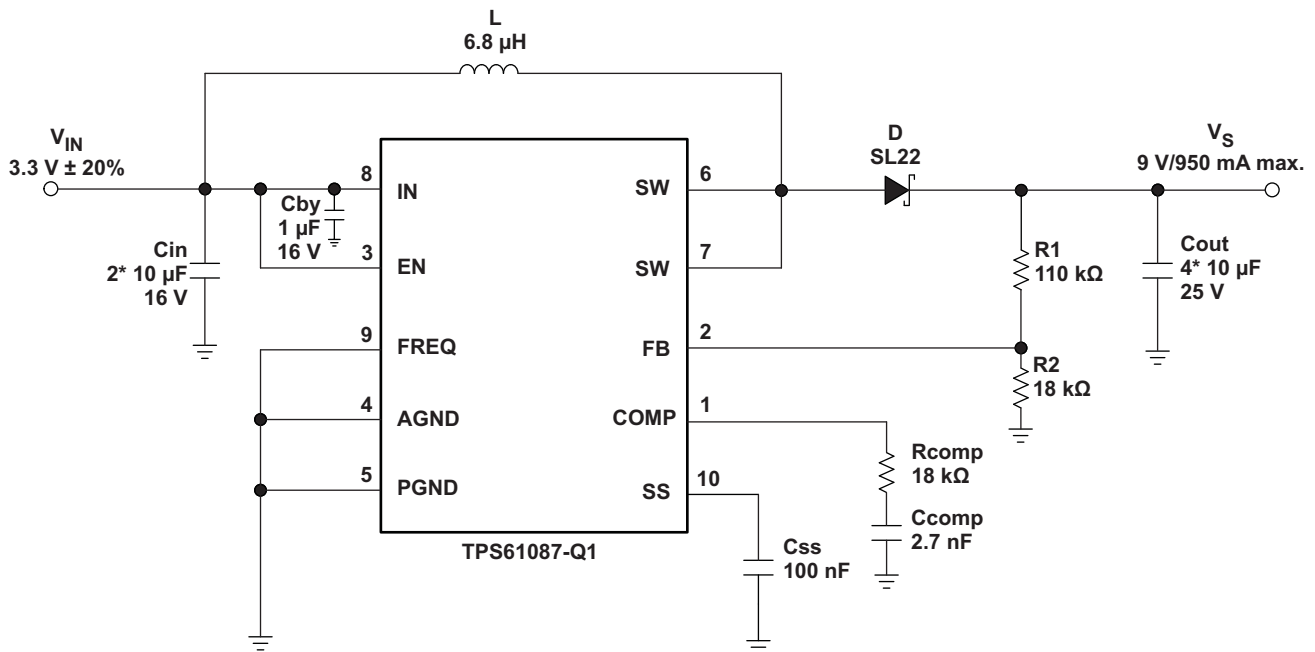 L
6.8 µH
VIN
3.3 V ± 20%
D
SL22
VS
9 V/950 mA max.
8
IN
SW
6
Cby
1 µF
16 V
Cin
2* 10 µF
16 V
3
EN
SW
7
R1
110 kΩ
Cout
4* 10 µF
25 V
9
FREQ
FB
2
R2
18 kΩ
4
AGND
COMP
1
Rcomp
18 kΩ
5
PGND
SS
10
Ccomp
2.7 nF
TPS61087-Q1
Css
100 nF